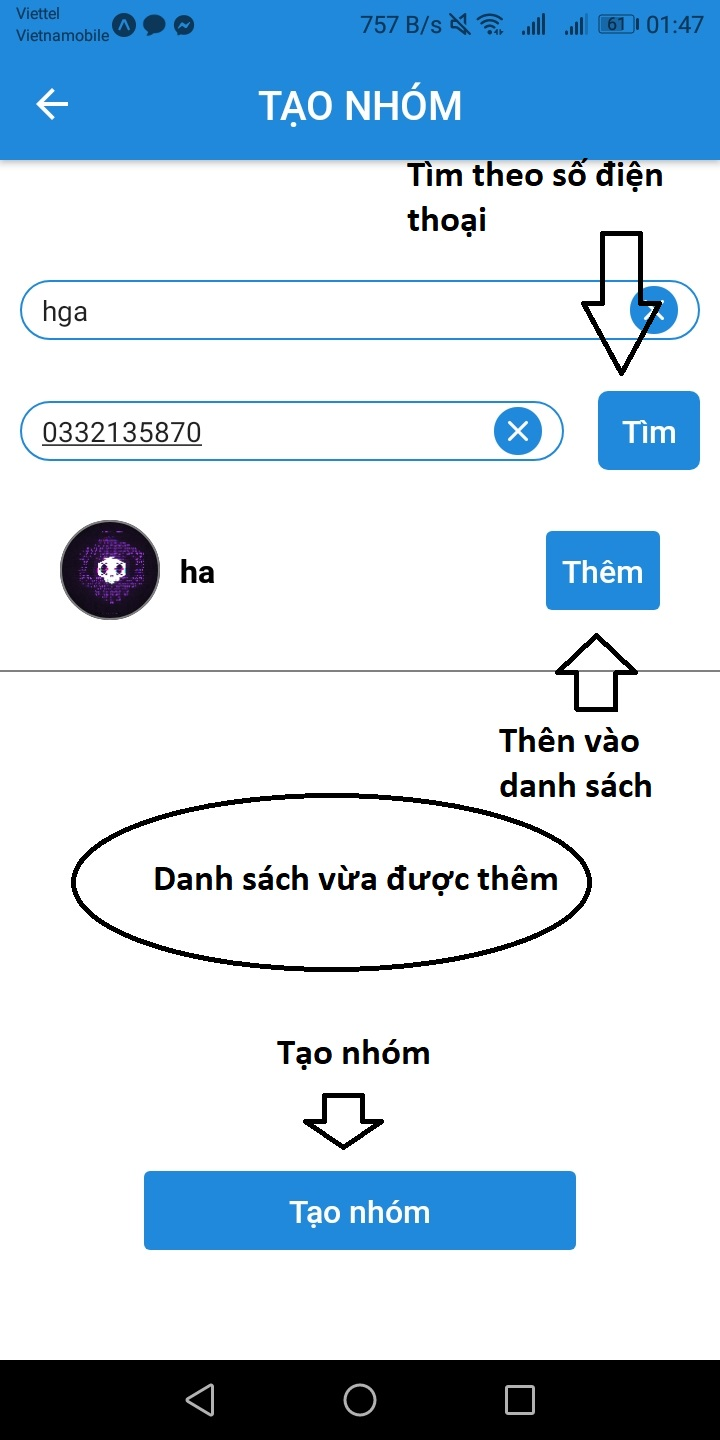 Viettel
Vietnamobile
757 B/s 61 01:47
TẠO NHÓM
Tìm theo số điện
thoại
hga
0332135870
Tìm
ha
Thêm
Thên vào
danh sách
Danh sách vừa được thêm
Tạo nhóm
Tạo nhóm